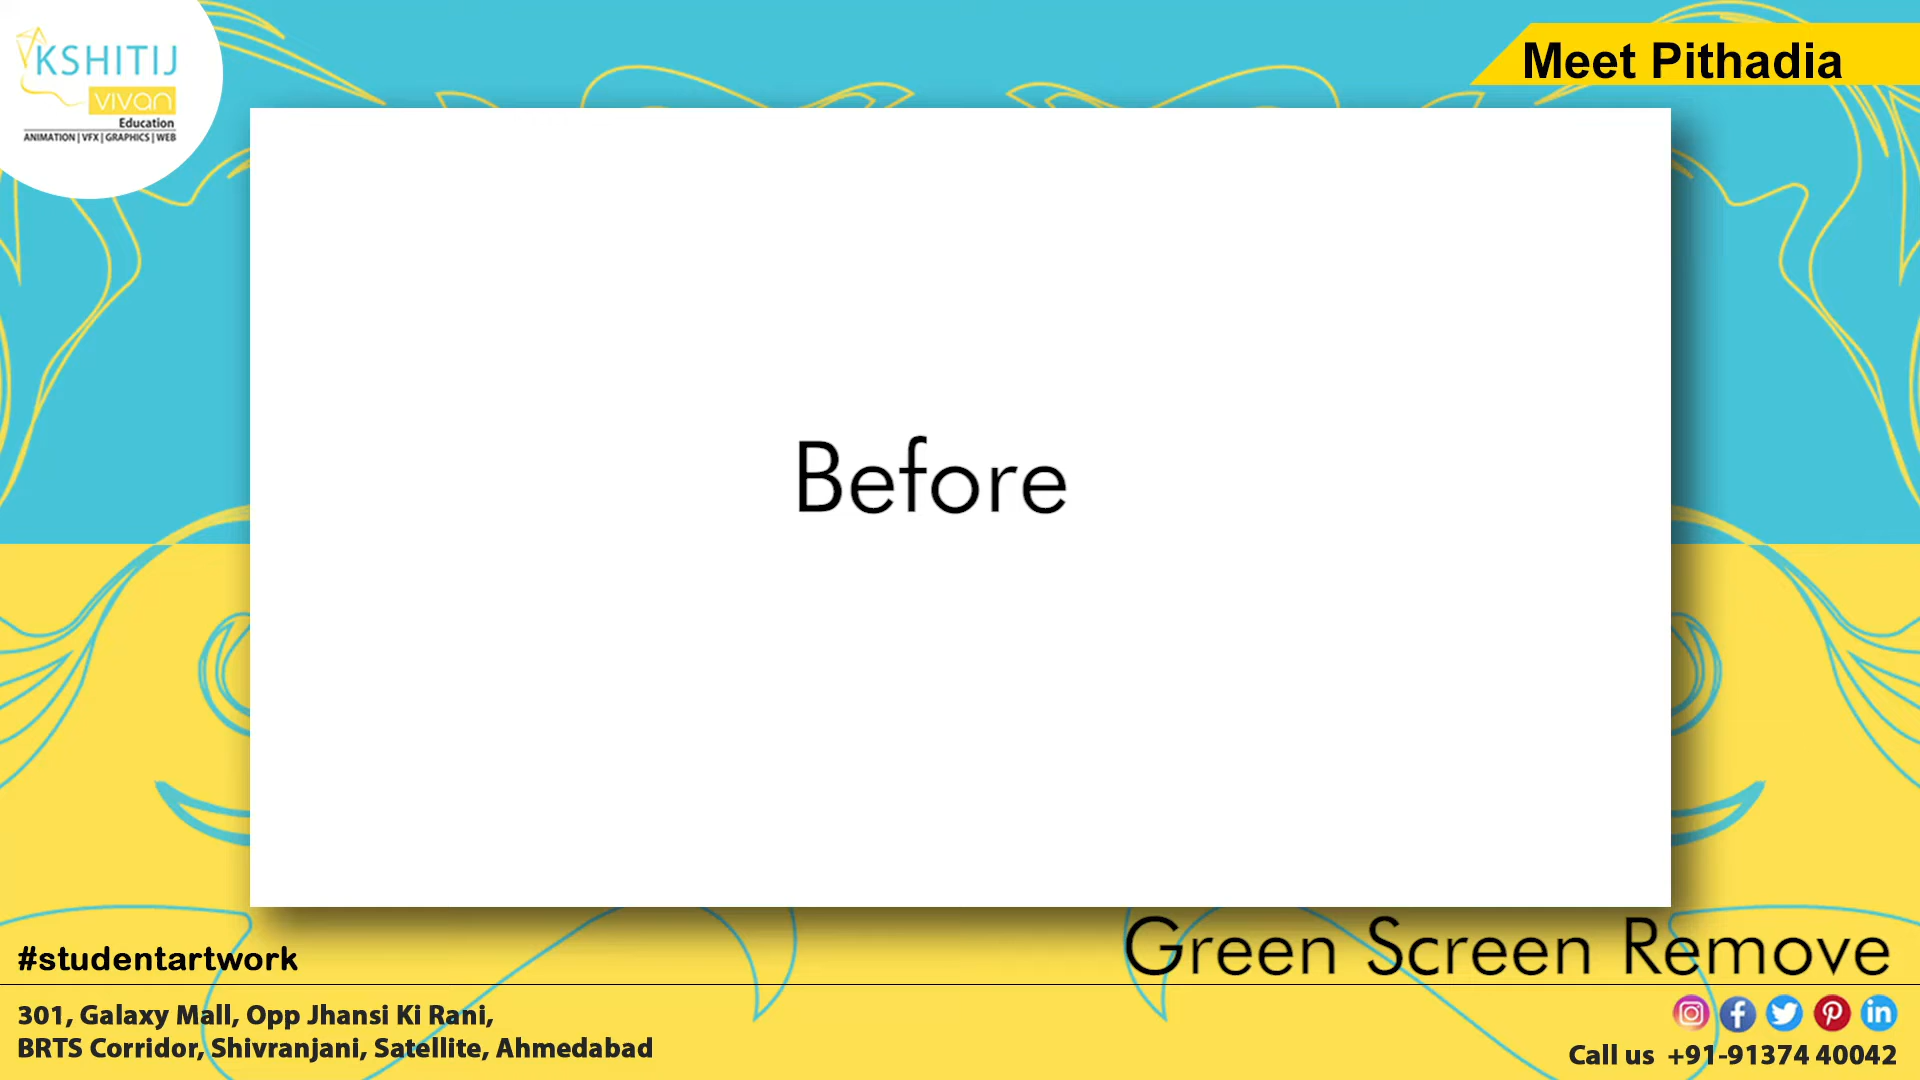 KSHITIJ
vivan
Education
ANIMATION | VFX | GRAPHICS | WEB
Meet Pithadia
Before
Green Screen Remove
#studentartwork
301, Galaxy Mall, Opp Jhansi Ki Rani,
BRTS Corridor, Shivranjani, Satellite, Ahmedabad
Call us +91-91374 40042